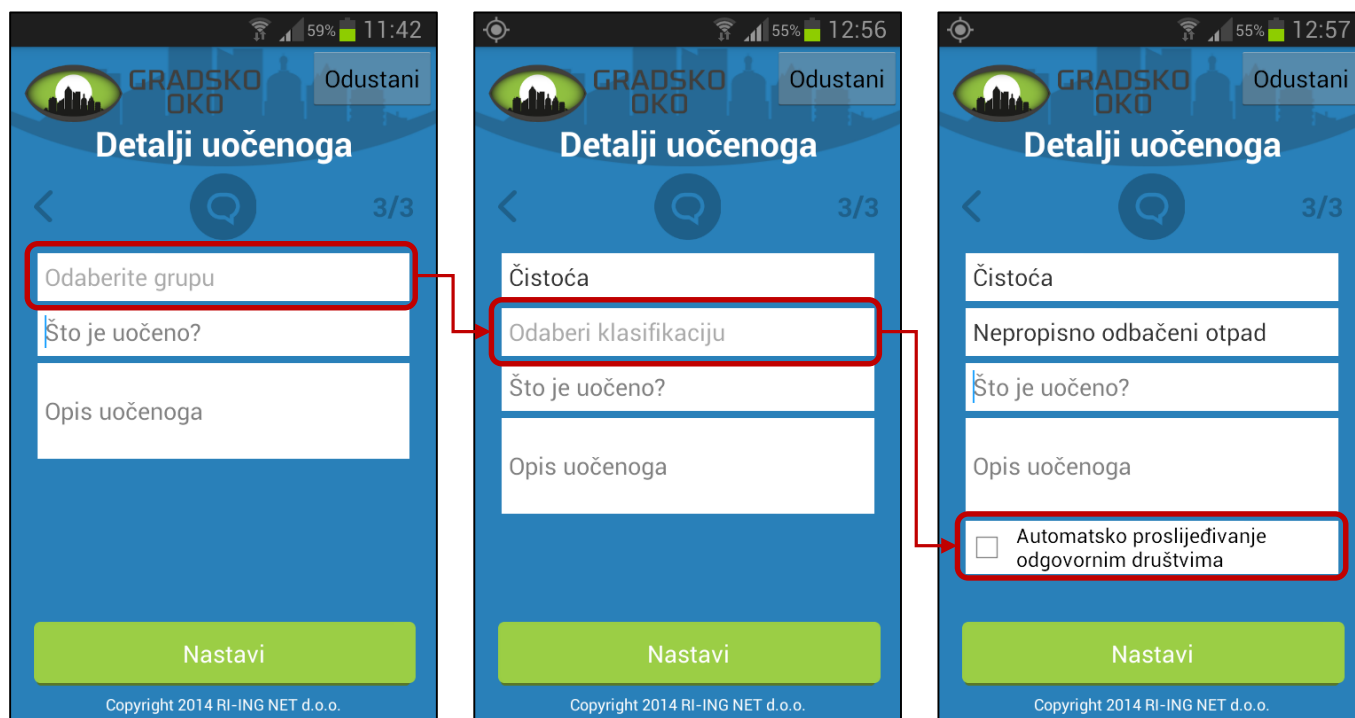 59% 11:42
GRADSKO
OKO
Odustani
Detalji uočenoga
3/3
Odaberite grupu
Što je uočeno?
Opis uočenoga
Nastavi
Copyright 2014 RI-ING NET d.o.o.
55% 12:56
GRADSKO
OKO
Odustani
Detalji uočenoga
3/3
Čistoća
Odaberi klasifikaciju
Što je uočeno?
Opis uočenoga
Nastavi
Copyright 2014 RI-ING NET d.o.o.
55% 12:57
GRADSKO
OKO
Odustani
Detalji uočenoga
3/3
Čistoća
Nepropisno odbačeni otpad
Što je uočeno?
Opis uočenoga
Automatsko proslijeđivanje
odgovornim društvima
Nastavi
Copyright 2014 RI-ING NET d.o.o.